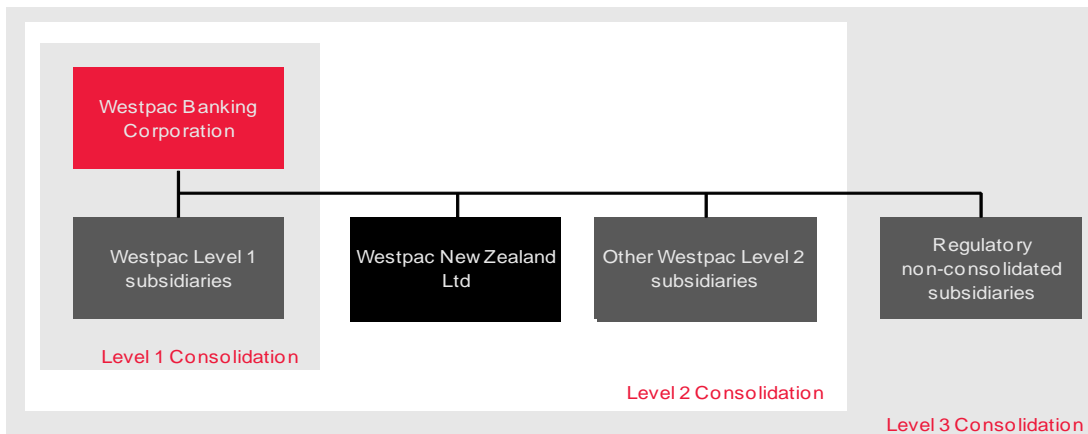 Westpac Banking
Corporation
Westpac Level 1
subsidiaries
Westpac New Zealand
Ltd
Other Westpac Level 2
subsidiaries
Regulatory
non-consolidated
subsidiaries
Level 1 Consolidation
Level 2 Consolidation
Level 3 Consolidation